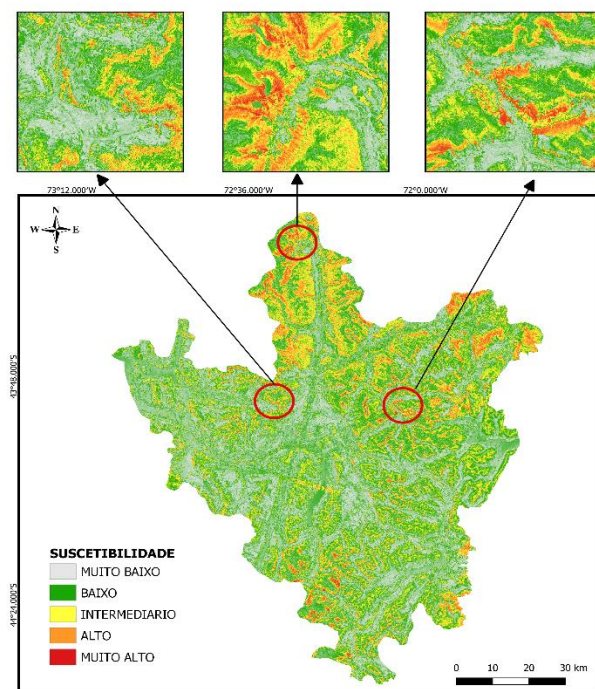 73°12.000'W 72°36.000'W 72°0.000'W
N
W E
S
43°48.000'S
44°24.000'S
SUSCETIBILIDADE
MUITO BAIXO
BAIXO
INTERMEDIARIO
ALTO
MUITO ALTO
0 10 20 30 km